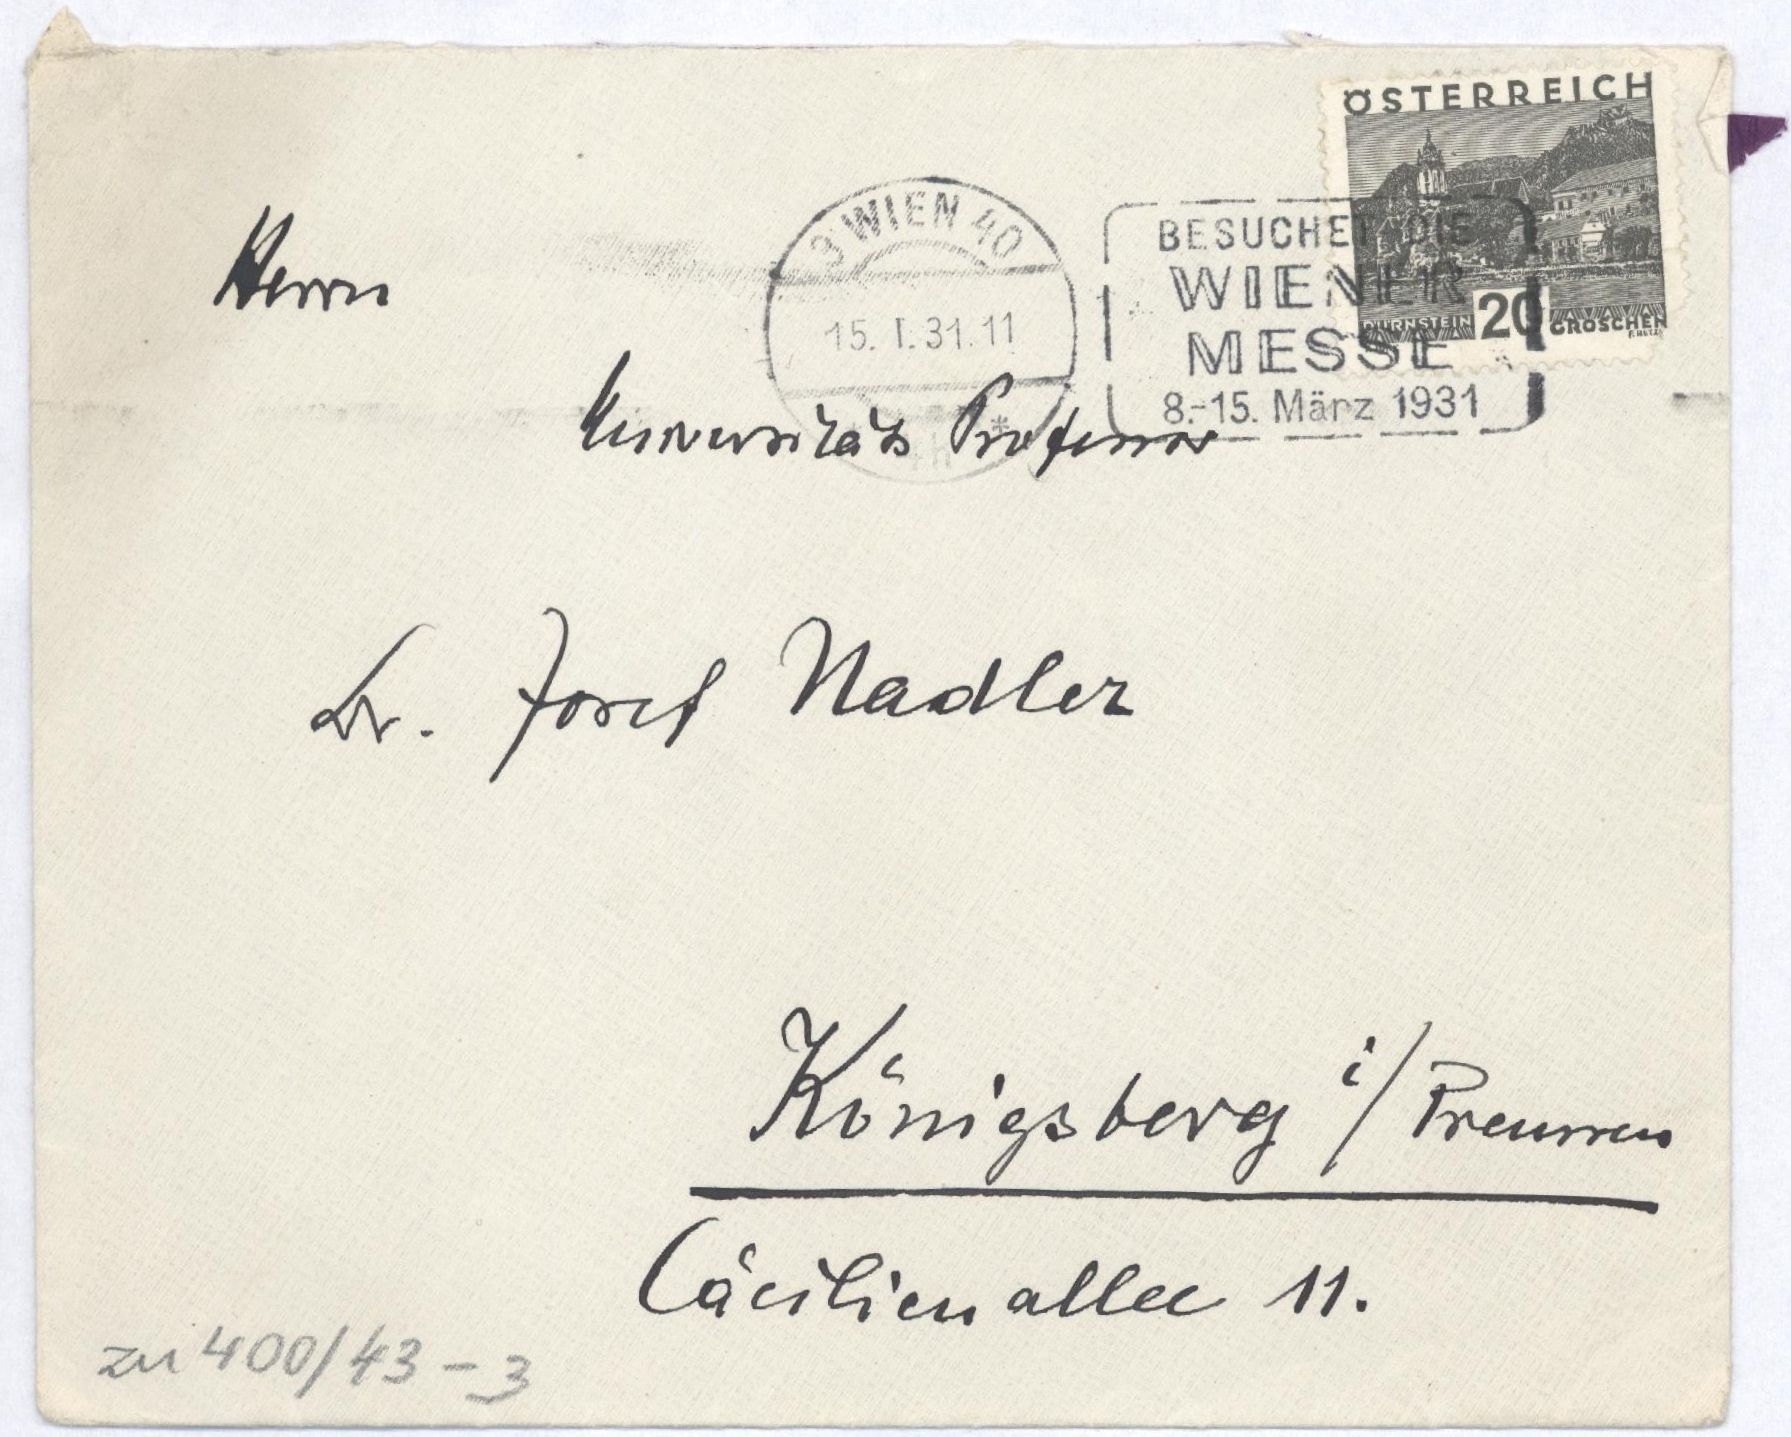 ÖSTERREICH
DÜRNSTEIN 20 GROSCHEN
9 WIEN 40
15. I. 31. 11
*
BESUCHET DIE
WIENER
MESSE
8.-15. März 1931
Herrn
Universitäts Professor
Dr. Josef Nadler
Königsberg i/Preussen
Cäcilienallee 11.
zu 400/43-3